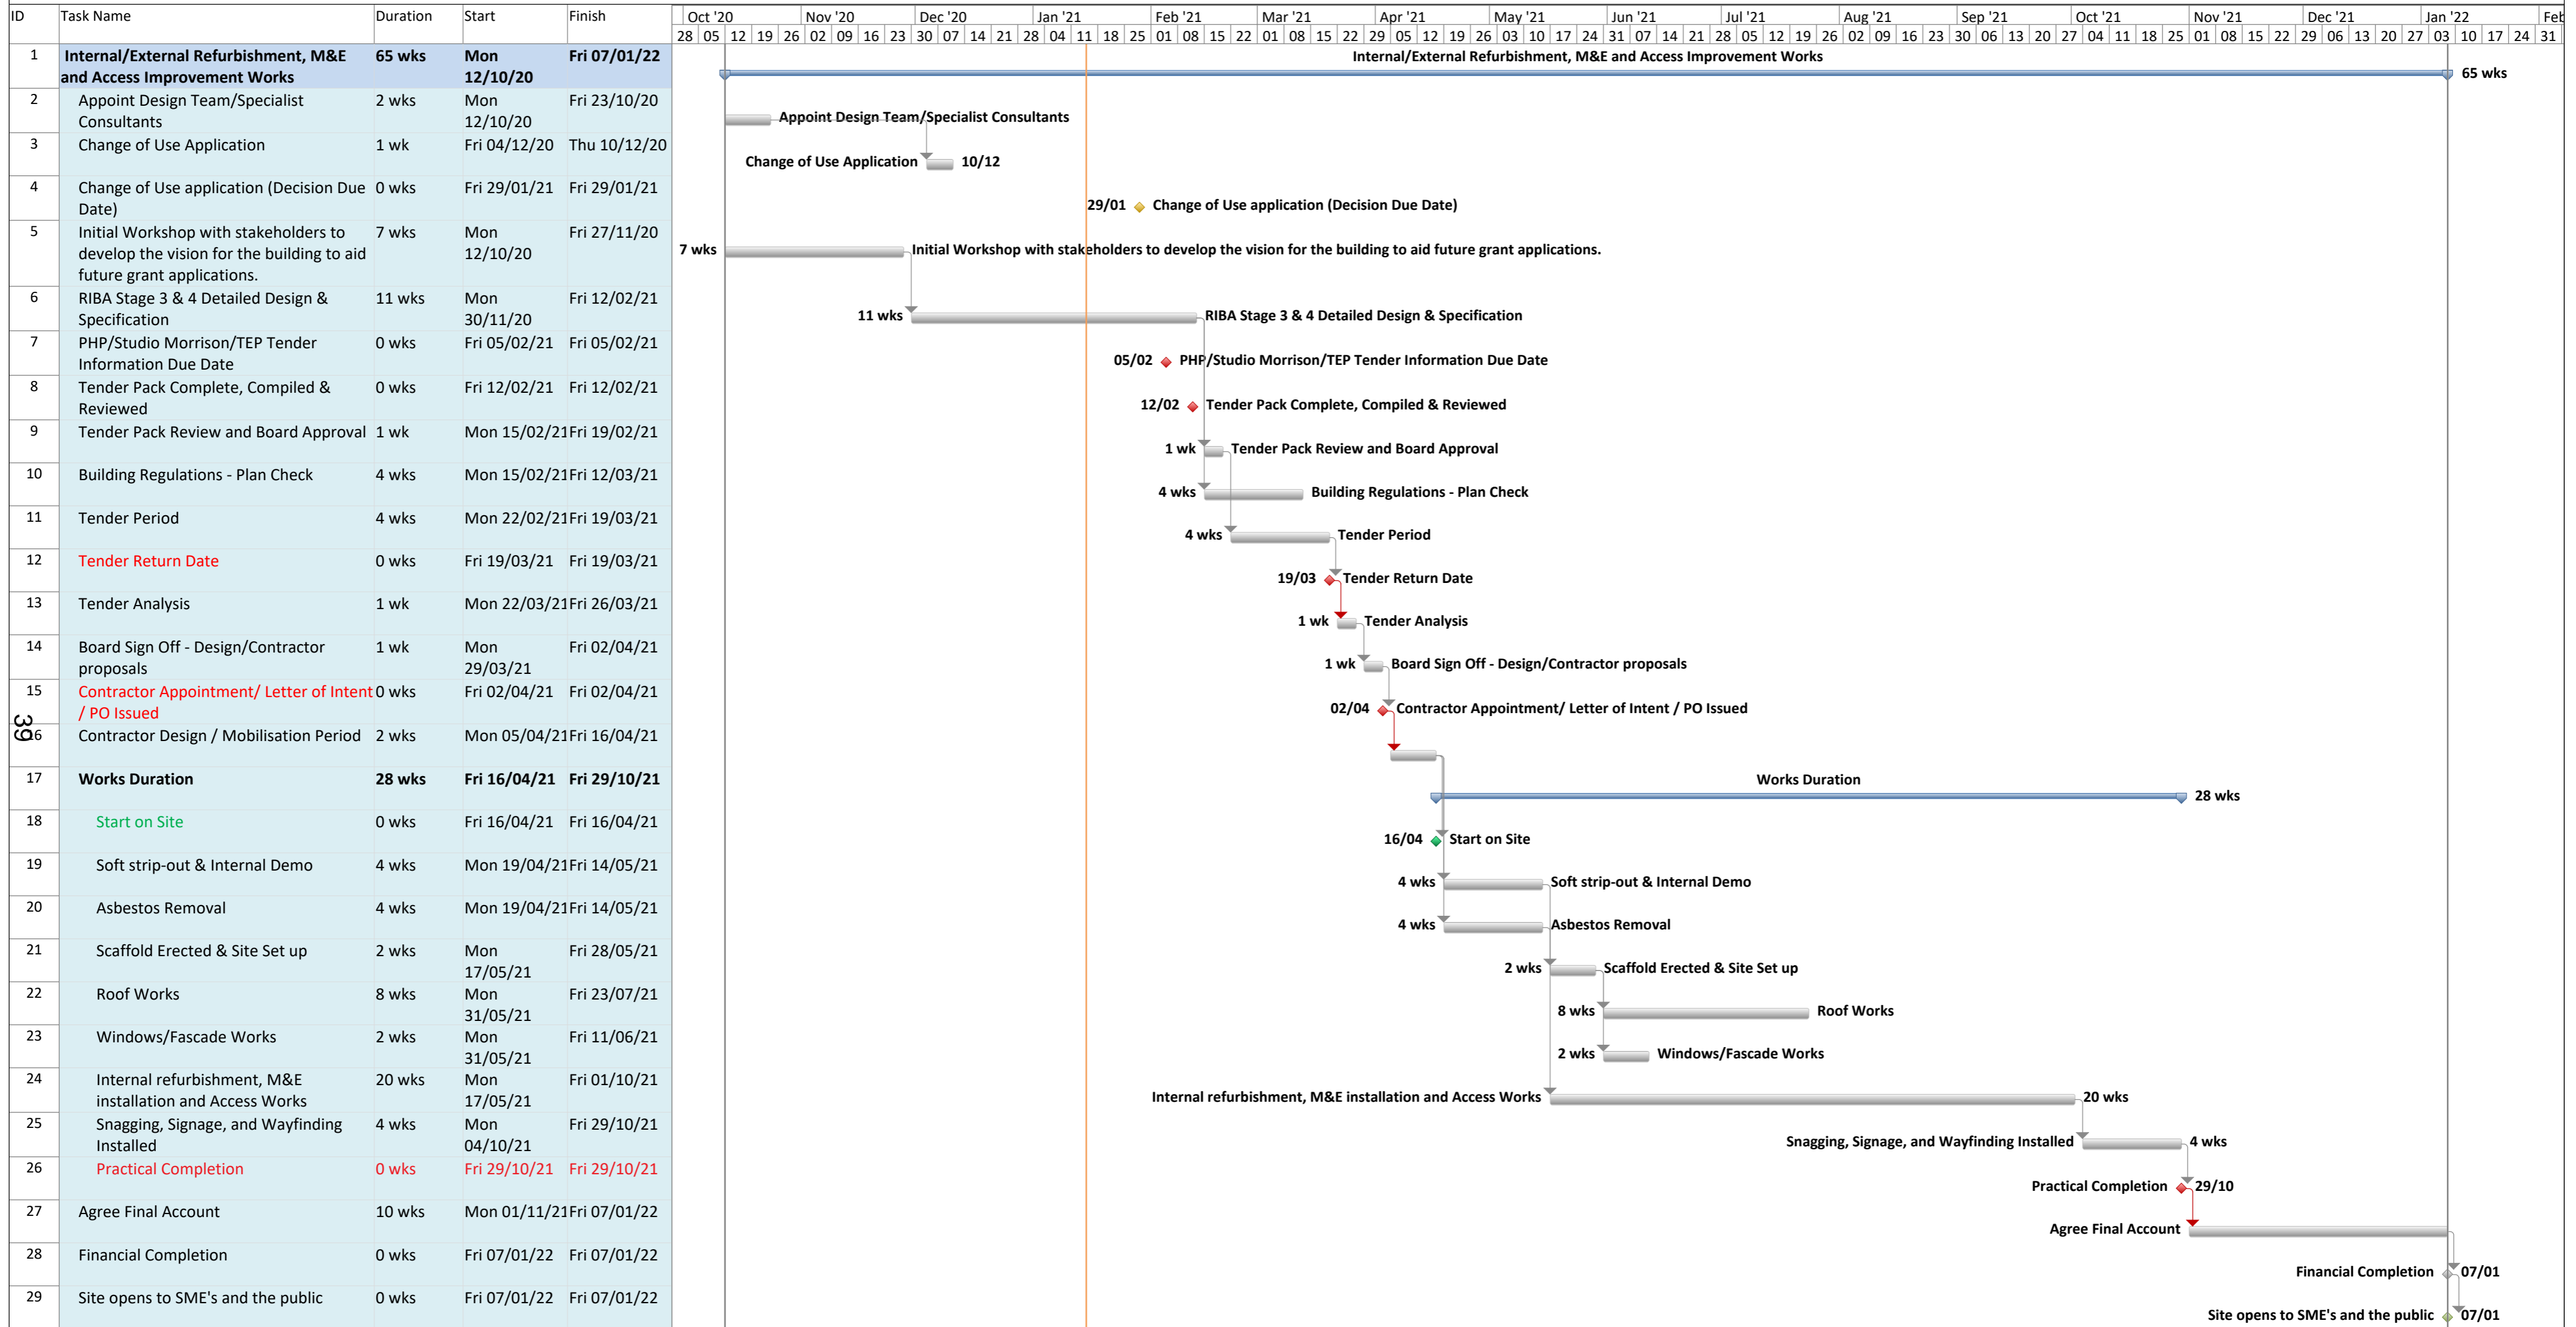 ID Task Name Duration Start Finish Oct '20 Nov '20 Dec '20 Jan '21 Feb '21 Mar '21 Apr '21 May '21 Jun '21 Jul '21 Aug '21 Sep '21 Oct '21 Nov '21 Dec '21 Jan '22 Feb
28 05 12 19 26 02 09 16 23 30 07 14 21 28 04 11 18 25 01 08 15 22 01 08 15 22 29 05 12 19 26 03 10 17 24 31 07 14 21 28 05 12 19 26 02 09 16 23 30 06 13 20 27 04 11 18 25 01 08 15 22 29 06 13 20 27 03 10 17 24 31
1 Internal/External Refurbishment, M&E 65 wks Mon Fri 07/01/22 Internal/External Refurbishment, M&E and Access Improvement Works
and Access Improvement Works 12/10/20 65 wks
2 Appoint Design Team/Specialist 2 wks Mon Fri 23/10/20
Consultants 12/10/20 Appoint Design Team/Specialist Consultants
3 Change of Use Application 1 wk Fri 04/12/20 Thu 10/12/20
Change of Use Application 10/12
4 Change of Use application (Decision Due 0 wks Fri 29/01/21 Fri 29/01/21
Date) 29/01 Change of Use application (Decision Due Date)
5 Initial Workshop with stakeholders to 7 wks Mon Fri 27/11/20
develop the vision for the building to aid 12/10/20 7 wks Initial Workshop with stakeholders to develop the vision for the building to aid future grant applications.
future grant applications.
6 RIBA Stage 3 & 4 Detailed Design & 11 wks Mon Fri 12/02/21
Specification 30/11/20 11 wks RIBA Stage 3 & 4 Detailed Design & Specification
7 PHP/Studio Morrison/TEP Tender 0 wks Fri 05/02/21 Fri 05/02/21
Information Due Date 05/02 PHP/Studio Morrison/TEP Tender Information Due Date
8 Tender Pack Complete, Compiled & 0 wks Fri 12/02/21 Fri 12/02/21
Reviewed 12/02 Tender Pack Complete, Compiled & Reviewed
9 Tender Pack Review and Board Approval 1 wk Mon 15/02/21 Fri 19/02/21
1 wk Tender Pack Review and Board Approval
10 Building Regulations - Plan Check 4 wks Mon 15/02/21 Fri 12/03/21
4 wks Building Regulations - Plan Check
11 Tender Period 4 wks Mon 22/02/21 Fri 19/03/21
4 wks Tender Period
12 Tender Return Date 0 wks Fri 19/03/21 Fri 19/03/21
19/03 Tender Return Date
13 Tender Analysis 1 wk Mon 22/03/21 Fri 26/03/21
1 wk Tender Analysis
14 Board Sign Off - Design/Contractor 1 wk Mon Fri 02/04/21
proposals 29/03/21 1 wk Board Sign Off - Design/Contractor proposals
15 Contractor Appointment/ Letter of Intent 0 wks Fri 02/04/21 Fri 02/04/21
/ PO Issued 02/04 Contractor Appointment/ Letter of Intent / PO Issued
39
16 Contractor Design / Mobilisation Period 2 wks Mon 05/04/21 Fri 16/04/21
17 Works Duration 28 wks Fri 16/04/21 Fri 29/10/21 Works Duration
28 wks
18 Start on Site 0 wks Fri 16/04/21 Fri 16/04/21
16/04 Start on Site
19 Soft strip-out & Internal Demo 4 wks Mon 19/04/21 Fri 14/05/21
4 wks Soft strip-out & Internal Demo
20 Asbestos Removal 4 wks Mon 19/04/21 Fri 14/05/21
4 wks Asbestos Removal
21 Scaffold Erected & Site Set up 2 wks Mon Fri 28/05/21
17/05/21 2 wks Scaffold Erected & Site Set up
22 Roof Works 8 wks Mon Fri 23/07/21
31/05/21 8 wks Roof Works
23 Windows/Fascade Works 2 wks Mon Fri 11/06/21
31/05/21 2 wks Windows/Fascade Works
24 Internal refurbishment, M&E 20 wks Mon Fri 01/10/21
installation and Access Works 17/05/21 Internal refurbishment, M&E installation and Access Works 20 wks
25 Snagging, Signage, and Wayfinding 4 wks Mon Fri 29/10/21
Installed 04/10/21 Snagging, Signage, and Wayfinding Installed 4 wks
26 Practical Completion 0 wks Fri 29/10/21 Fri 29/10/21
Practical Completion 29/10
27 Agree Final Account 10 wks Mon 01/11/21 Fri 07/01/22
Agree Final Account
28 Financial Completion 0 wks Fri 07/01/22 Fri 07/01/22
Financial Completion 07/01
29 Site opens to SME's and the public 0 wks Fri 07/01/22 Fri 07/01/22
Site opens to SME's and the public 07/01